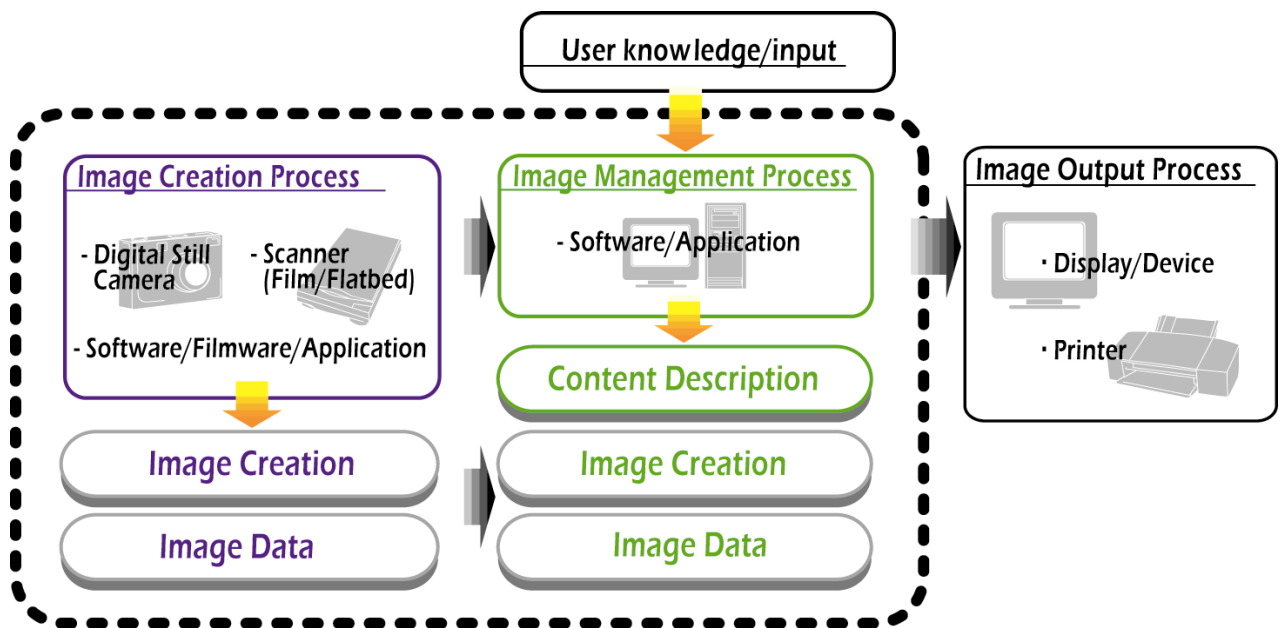 User knowledge/input
Image Creation Process
- Digital Still
Camera
- Scanner
(Film/Flatbed)
- Software/Filmware/Application
Image Creation
Image Data
Image Management Process
- Software/Application
Content Description
Image Creation
Image Data
Image Output Process
· Display/Device
· Printer